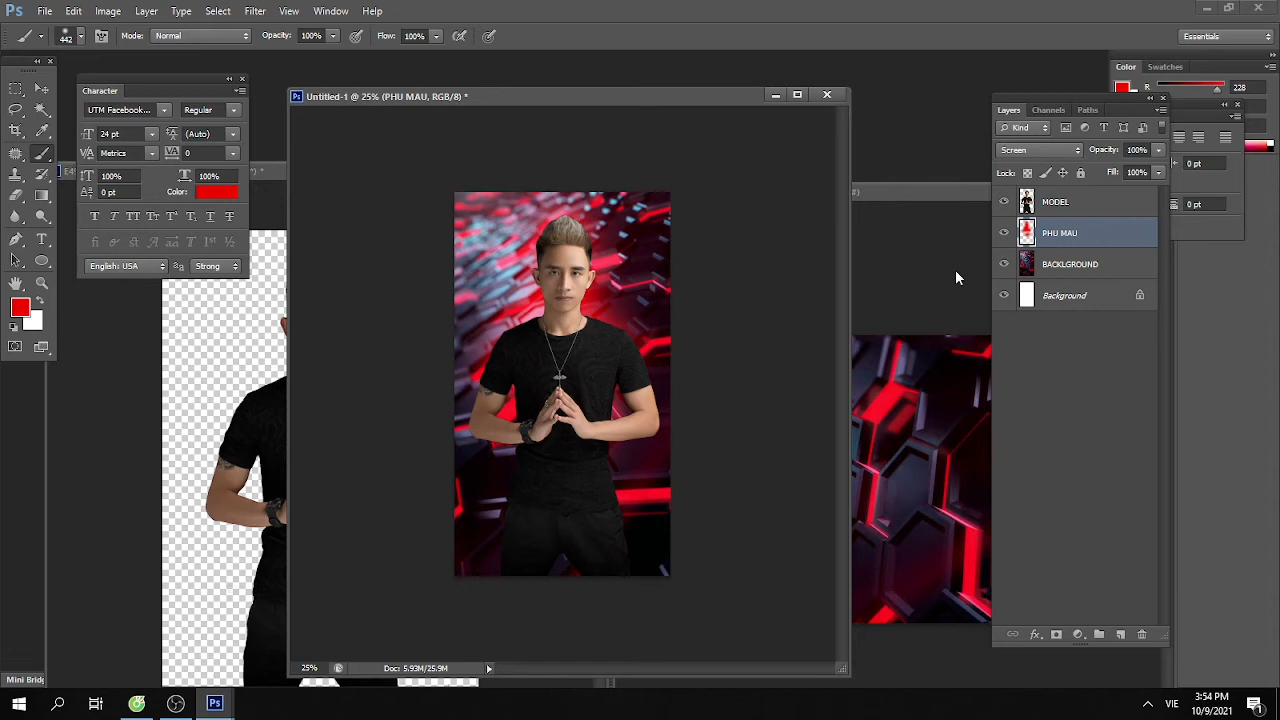 Ps File Edit Image Layer Type Select Filter View Window Help
442 Mode: Normal Opacity: 100% Flow: 100% Essentials
Color Swatches
R 228
Character
UTM Facebook... Regular
24 pt (Auto)
Metrics 0
100% 100%
0 pt Color:
English: USA Strong
Untitled-1 @ 25% (PHU MAU, RGB/8) *
Layers Channels Paths
Kind
Screen Opacity: 100%
Lock: Fill: 100%
MODEL
PHU MAU
BACKLGROUND
Background
0 pt
0 pt
25% Doc: 5.93M/25.9M
Mini Bridg
3:54 PM
VIE
10/9/2021